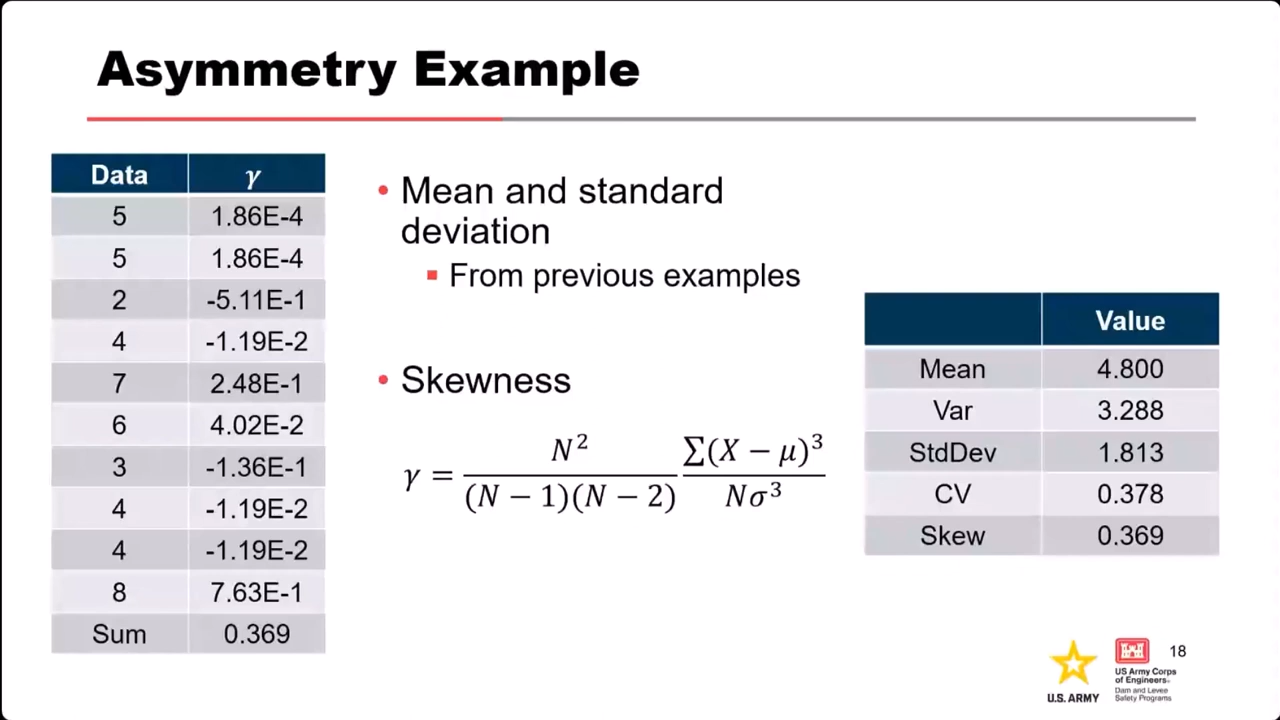 Asymmetry Example
Data γ
5 1.86E-4
5 1.86E-4
2 -5.11E-1
4 -1.19E-2
7 2.48E-1
6 4.02E-2
3 -1.36E-1
4 -1.19E-2
4 -1.19E-2
8 7.63E-1
Sum 0.369
• Mean and standard
deviation
▪ From previous examples
• Skewness
γ = N² / (N − 1)(N − 2) ∑(X − μ)³ / Nσ³
Value
Mean 4.800
Var 3.288
StdDev 1.813
CV 0.378
Skew 0.369
U.S. ARMY
US Army Corps
of Engineers®
Dam and Levee
Safety Programs
18